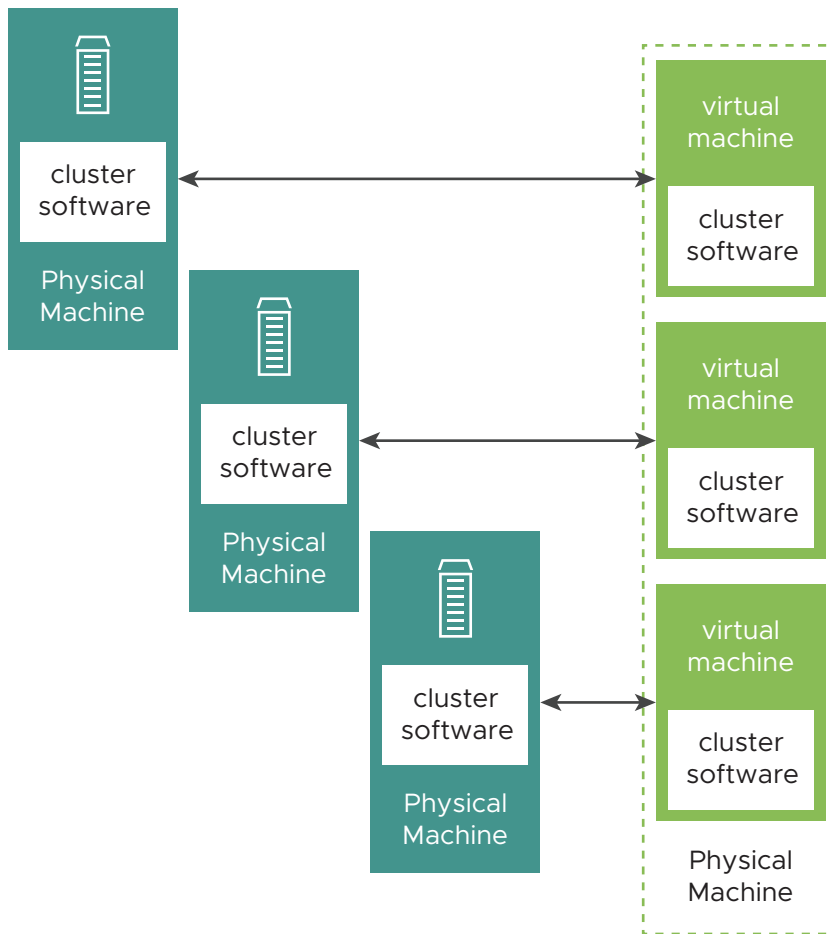 cluster
software
Physical
Machine
cluster
software
Physical
Machine
cluster
software
Physical
Machine
virtual
machine
cluster
software
virtual
machine
cluster
software
virtual
machine
cluster
software
Physical
Machine